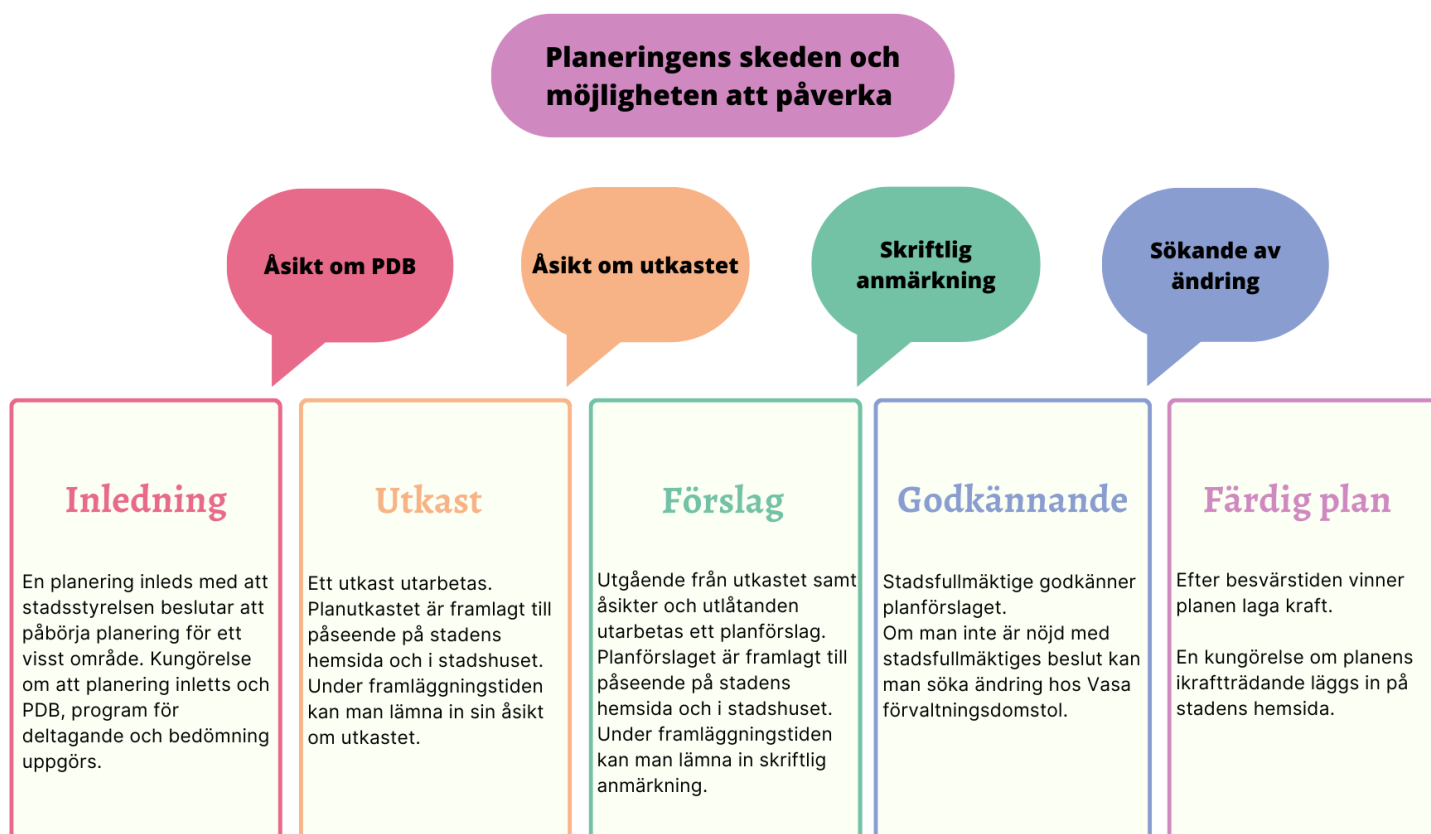 Planeringens skeden och
möjligheten att påverka
Åsikt om PDB
Åsikt om utkastet
Skriftlig
anmärkning
Sökande av
ändring
Inledning
En planering inleds med att
stadsstyrelsen beslutar att
påbörja planering för ett
visst område. Kungörelse
om att planering inletts och
PDB, program för
deltagande och bedömning
uppgörs.
Utkast
Ett utkast utarbetas.
Planutkastet är framlagt till
påseende på stadens
hemsida och i stadshuset.
Under framläggningstiden
kan man lämna in sin åsikt
om utkastet.
Förslag
Utgående från utkastet samt
åsikter och utlåtanden
utarbetas ett planförslag.
Planförslaget är framlagt till
påseende på stadens
hemsida och i stadshuset.
Under framläggningstiden
kan man lämna in skriftlig
anmärkning.
Godkännande
Stadsfullmäktige godkänner
planförslaget.
Om man inte är nöjd med
stadsfullmäktiges beslut kan
man söka ändring hos Vasa
förvaltningsdomstol.
Färdig plan
Efter besvärstiden vinner
planen laga kraft.
En kungörelse om planens
ikraftträdande läggs in på
stadens hemsida.